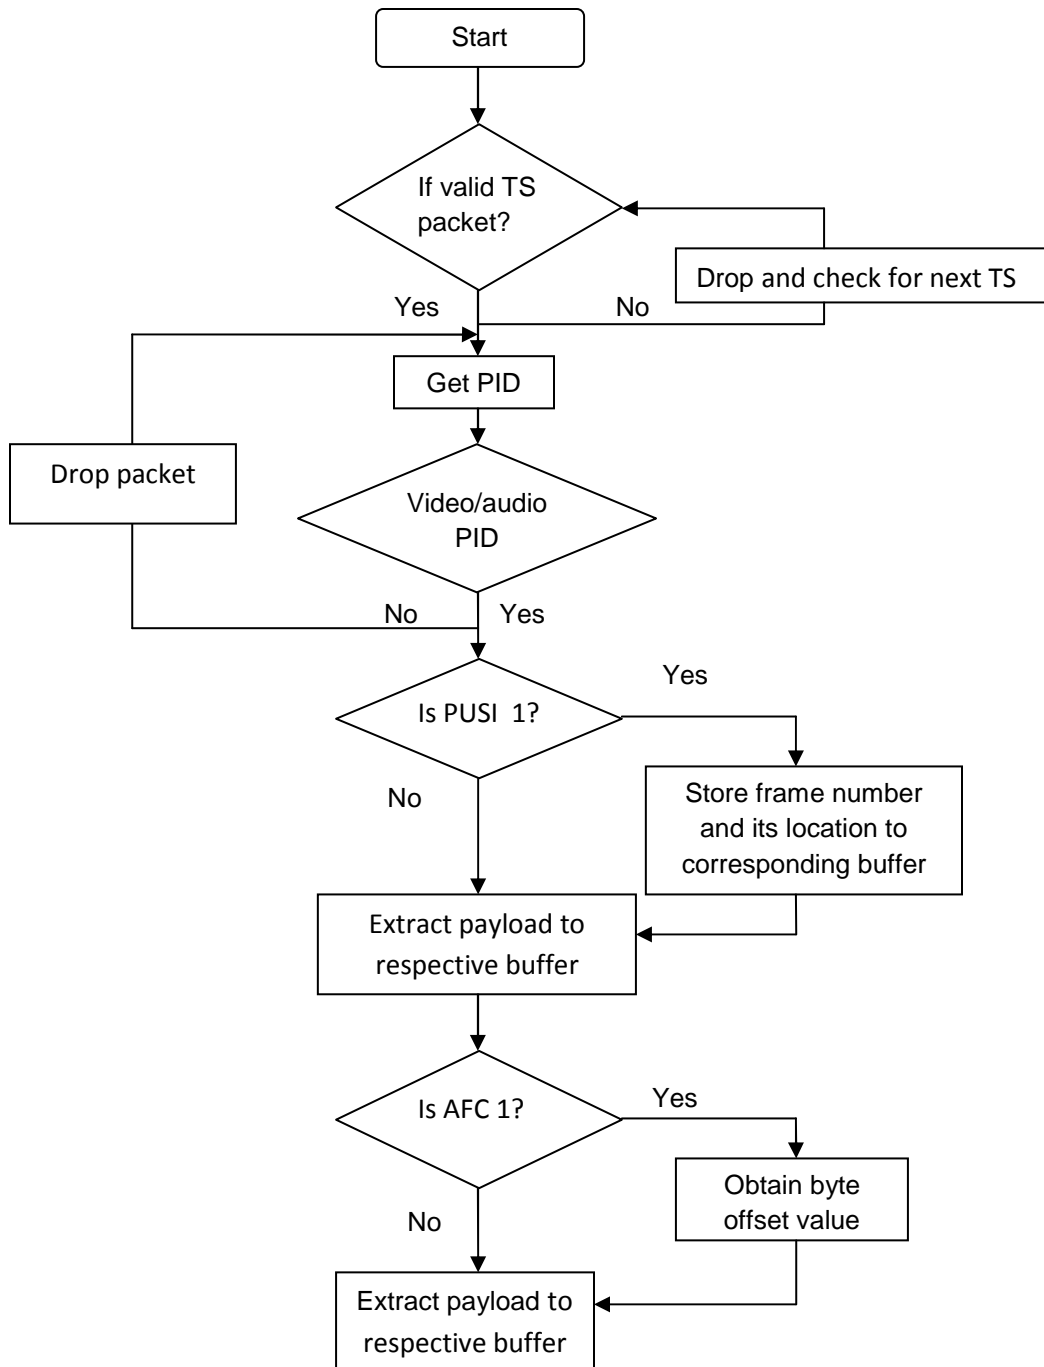 Start
If valid TS
packet?
Drop and check for next TS
Yes
No
Get PID
Drop packet
Video/audio
PID
No
Yes
Is PUSI 1?
Yes
No
Store frame number
and its location to
corresponding buffer
Extract payload to
respective buffer
Is AFC 1?
Yes
Obtain byte
offset value
No
Extract payload to
respective buffer